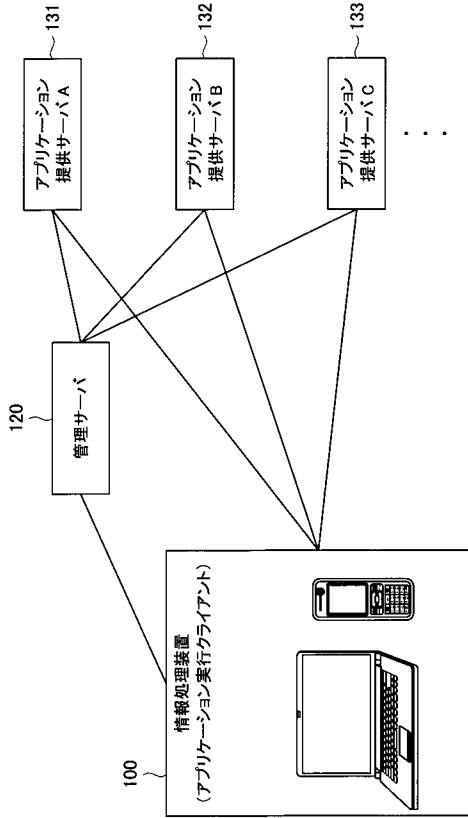 131
アプリケーション
提供サーバ A
132
アプリケーション
提供サーバ B
133
アプリケーション
提供サーバ C
・・・
120
管理サーバ
100
情報処理装置
(アプリケーション実行クライアント)